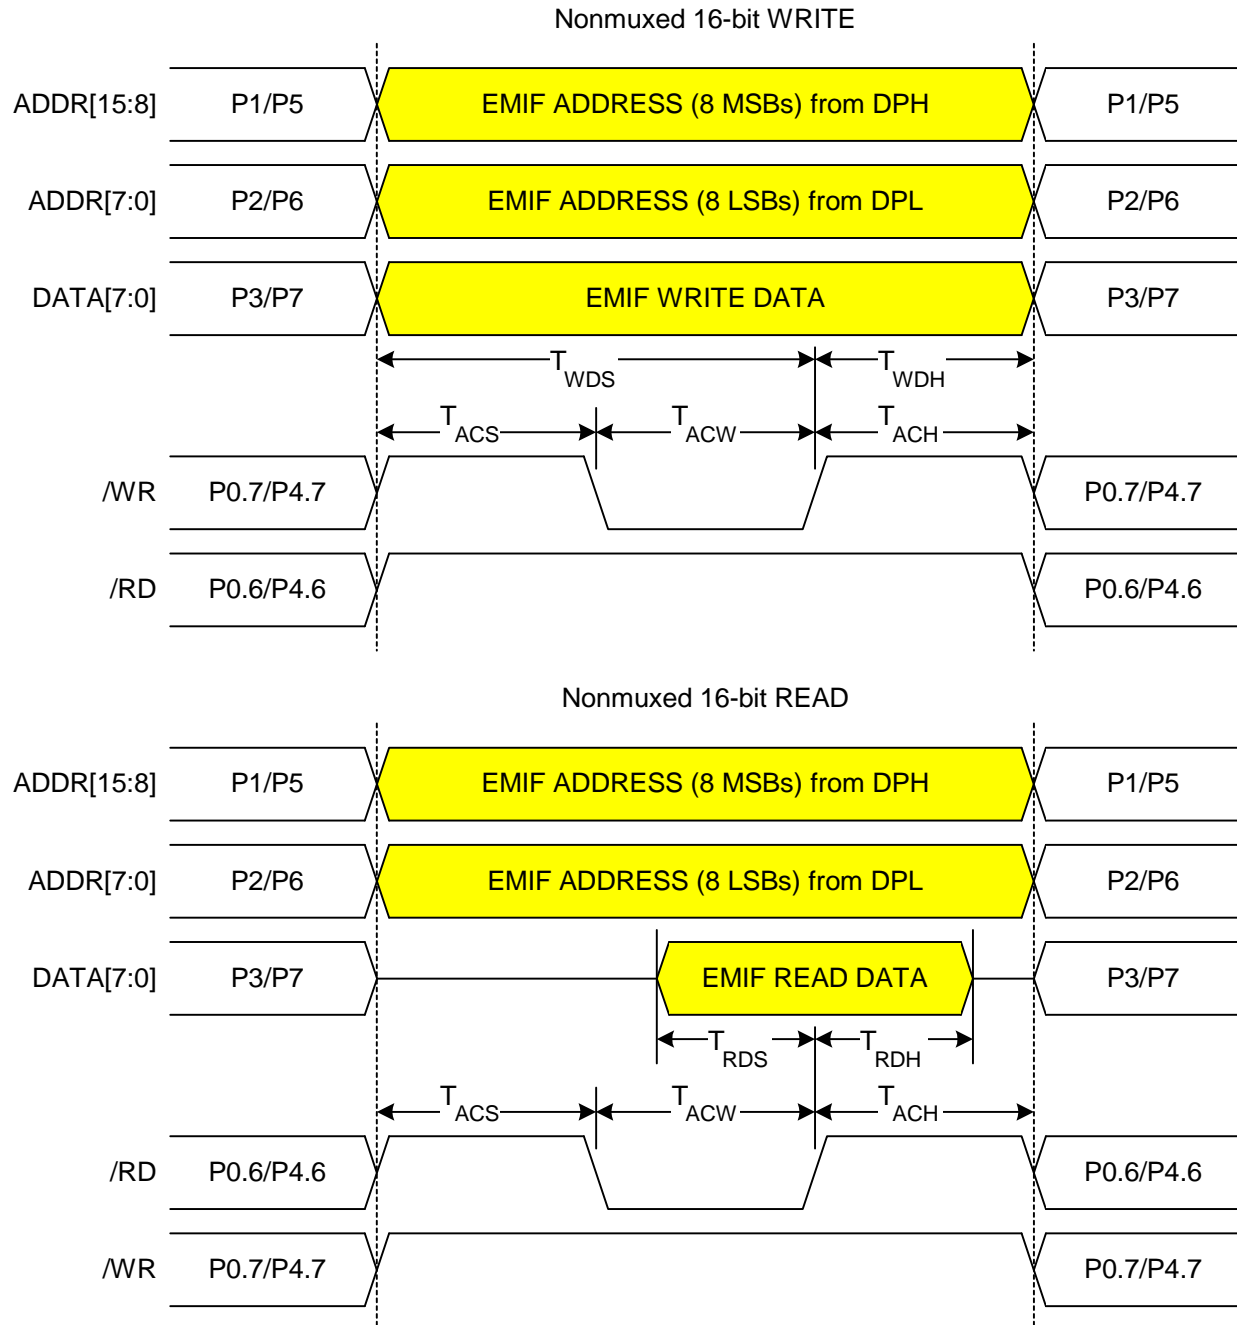 Nonmuxed 16-bit WRITE
ADDR[15:8] P1/P5 EMIF ADDRESS (8 MSBs) from DPH P1/P5
ADDR[7:0] P2/P6 EMIF ADDRESS (8 LSBs) from DPL P2/P6
DATA[7:0] P3/P7 EMIF WRITE DATA P3/P7
TWDS TWDH
TACS TACW TACH
/WR P0.7/P4.7 P0.7/P4.7
/RD P0.6/P4.6 P0.6/P4.6
Nonmuxed 16-bit READ
ADDR[15:8] P1/P5 EMIF ADDRESS (8 MSBs) from DPH P1/P5
ADDR[7:0] P2/P6 EMIF ADDRESS (8 LSBs) from DPL P2/P6
DATA[7:0] P3/P7 EMIF READ DATA P3/P7
TRDS TRDH
TACS TACW TACH
/RD P0.6/P4.6 P0.6/P4.6
/WR P0.7/P4.7 P0.7/P4.7